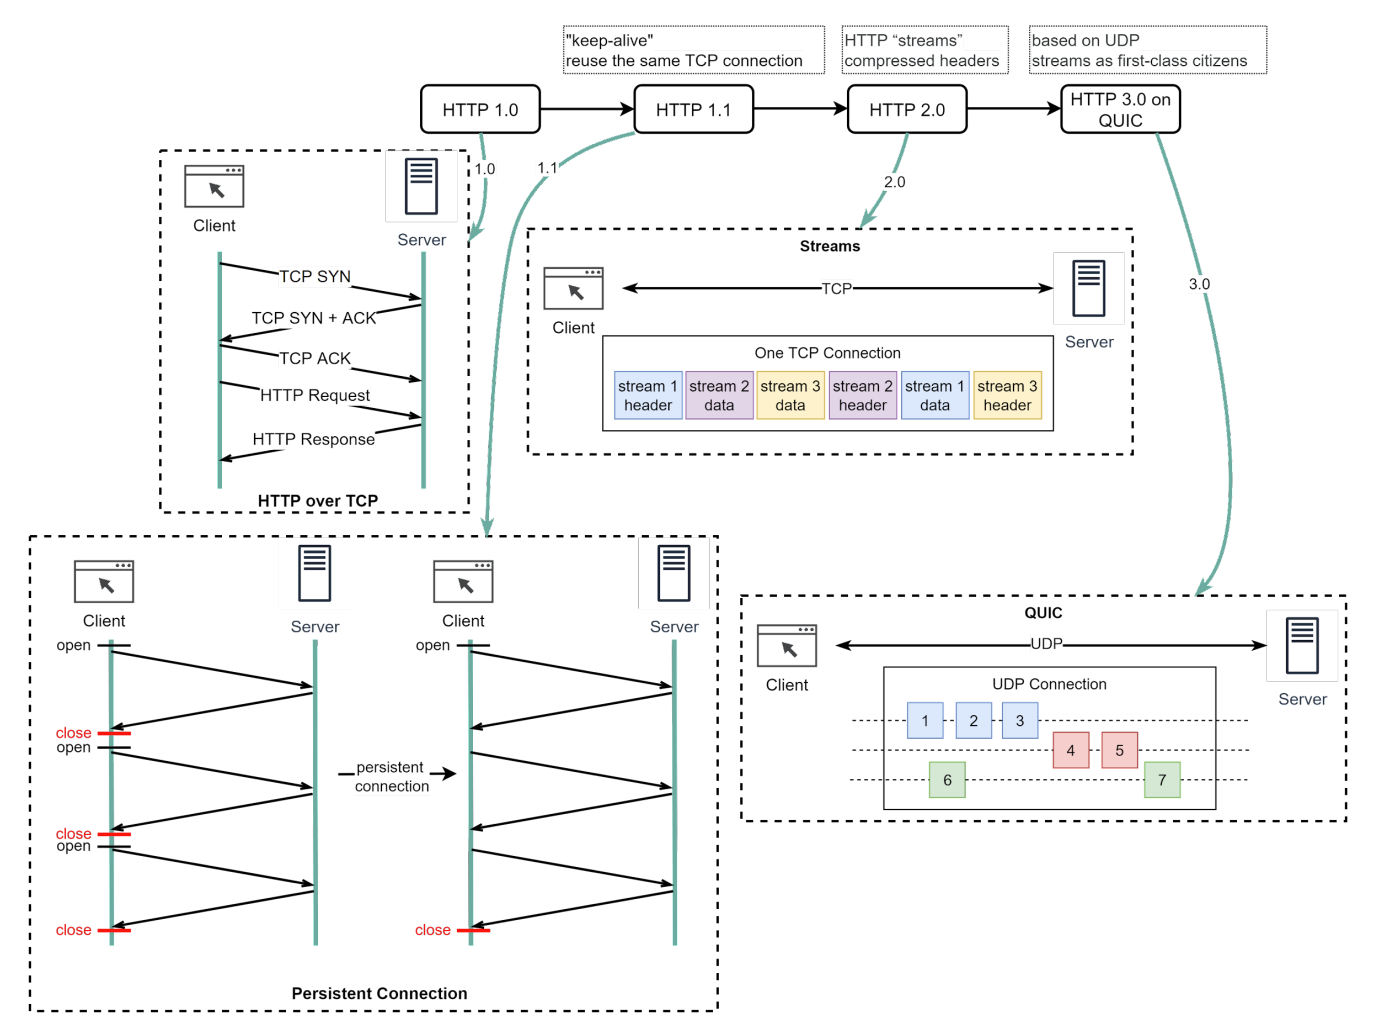 "keep-alive"
reuse the same TCP connection
HTTP “streams”
compressed headers
based on UDP
streams as first-class citizens
HTTP 1.0
HTTP 1.1
HTTP 2.0
HTTP 3.0 on
QUIC
1.0
1.1
2.0
3.0
Client
Server
TCP SYN
TCP SYN + ACK
TCP ACK
HTTP Request
HTTP Response
HTTP over TCP
Streams
Client
TCP
Server
One TCP Connection
stream 1
header
stream 2
data
stream 3
data
stream 2
header
stream 1
data
stream 3
header
Client
Server
open
close
open
close
open
close
persistent
connection
Client
Server
open
close
Persistent Connection
QUIC
Client
UDP
Server
UDP Connection
1
2
3
4
5
6
7